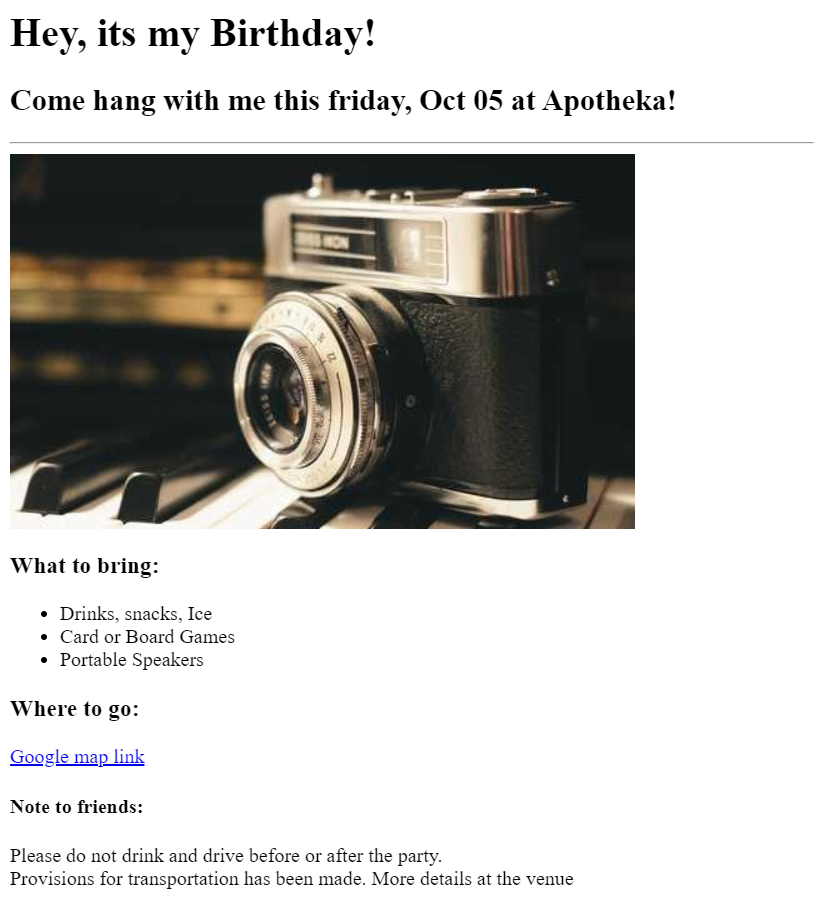 Hey, its my Birthday!
Come hang with me this friday, Oct 05 at Apotheka!
What to bring:
Drinks, snacks, Ice
Card or Board Games
Portable Speakers
Where to go:
Google map link
Note to friends:
Please do not drink and drive before or after the party.
Provisions for transportation has been made. More details at the venue